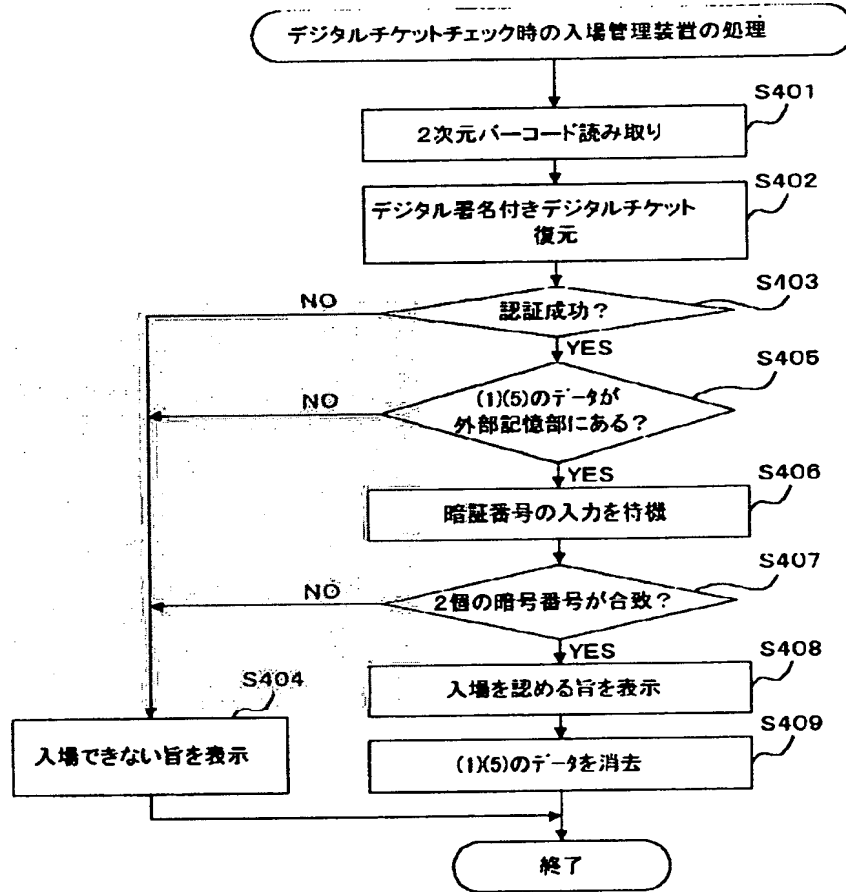 デジタルチケットチェック時の入場管理装置の処理
S401
2次元バーコード読み取り
S402
デジタル署名付きデジタルチケット
復元
S403
認証成功？
NO
YES
S405
(1)(5)のデータが
外部記憶部にある？
NO
YES
S406
暗証番号の入力を待機
S407
2個の暗号番号が合致？
NO
YES
S408
入場を認める旨を表示
S404
入場できない旨を表示
S409
(1)(5)のデータを消去
終了